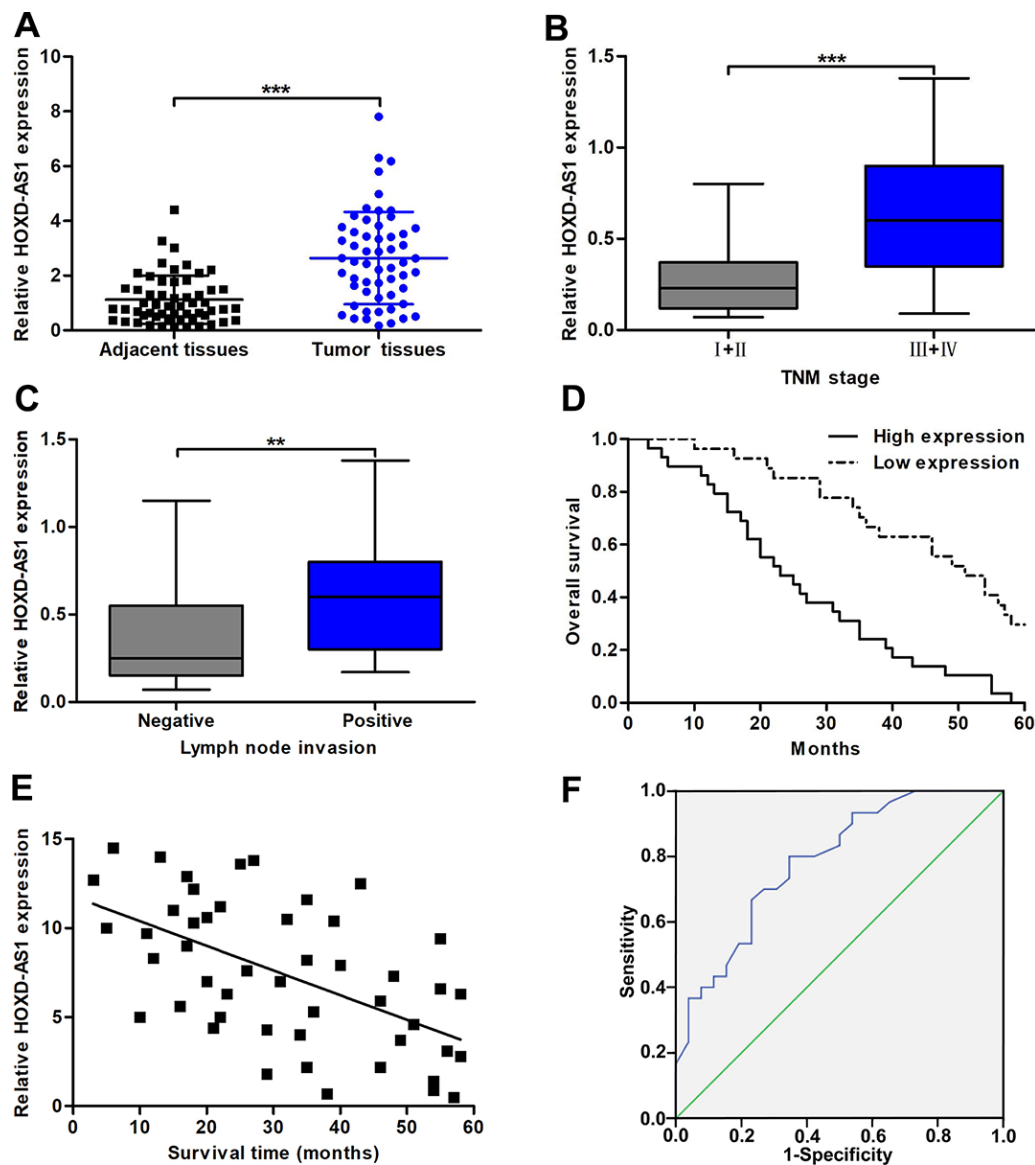 A
Relative HOXD-AS1 expression
10
8
6
4
2
0
***
Adjacent tissues
Tumor tissues
B
Relative HOXD-AS1 expression
1.5
1.0
0.5
0.0
***
I+II
III+IV
TNM stage
C
Relative HOXD-AS1 expression
1.5
1.0
0.5
0.0
**
Negative
Positive
Lymph node invasion
D
Overall survival
1.0
0.8
0.6
0.4
0.2
0.0
High expression
Low expression
0 10 20 30 40 50 60
Months
E
Relative HOXD-AS1 expression
15
10
5
0
0 10 20 30 40 50 60
Survival time (months)
F
Sensitivity
1.0
0.8
0.6
0.4
0.2
0.0
0.0 0.2 0.4 0.6 0.8 1.0
1-Specificity